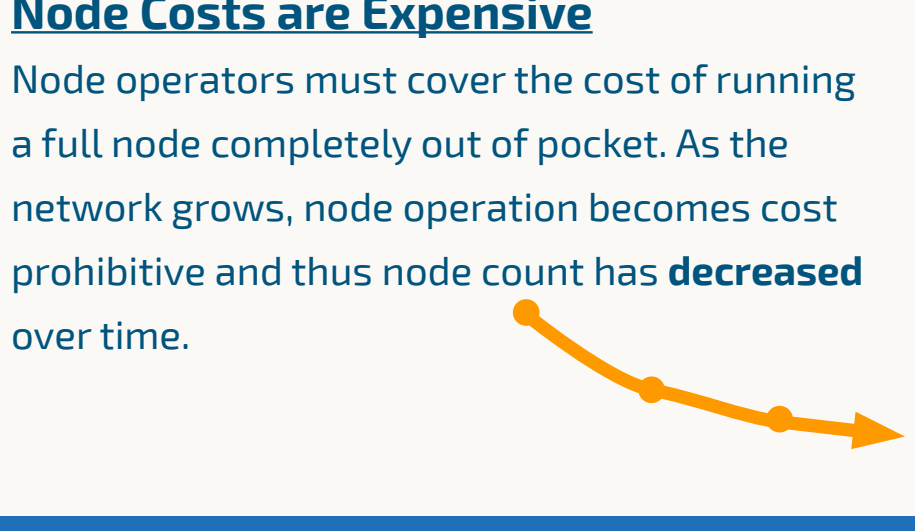 Node Costs are Expensive
Node operators must cover the cost of running
a full node completely out of pocket. As the
network grows, node operation becomes cost
prohibitive and thus node count has decreased
over time.